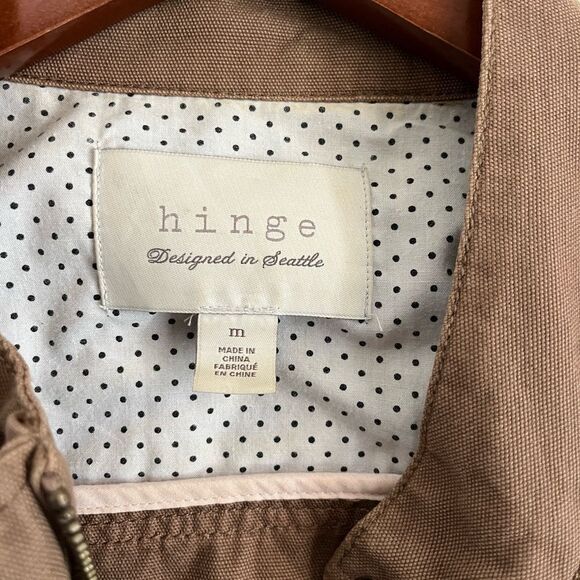 hinge
Designed in Seattle
m
MADE IN
CHINA
FABRIQUÉ
EN CHINE